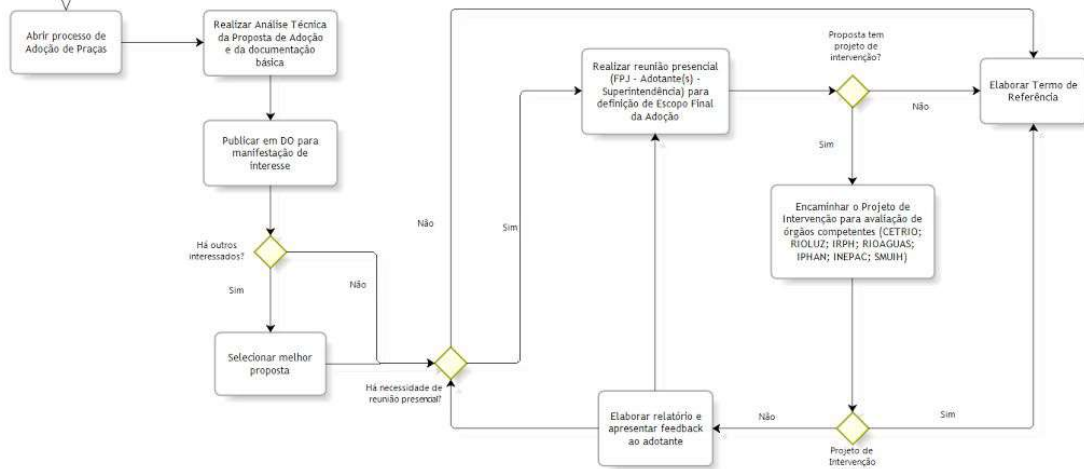 Abrir processo de
Adoção de Praças
Realizar Análise Técnica
da Proposta de Adoção
e da documentação
básica
Publicar em DO para
manifestação de
interesse
Há outros
interessados?
Sim
Não
Selecionar melhor
proposta
Há necessidade de
reunião presencial?
Não
Sim
Realizar reunião presencial
(FPJ - Adotante(s) -
Superintendência) para
definição de Escopo Final
da Adoção
Proposta tem
projeto de
intervenção?
Não
Sim
Elaborar Termo de
Referência
Encaminhar o Projeto de
Intervenção para avaliação de
órgãos competentes (CETRIO;
RIOLUZ; IRPH; RIOAGUAS;
IPHAN; INEPAC; SMUIH)
Elaborar relatório e
apresentar feedback
ao adotante
Não
Sim
Projeto de
Intervenção